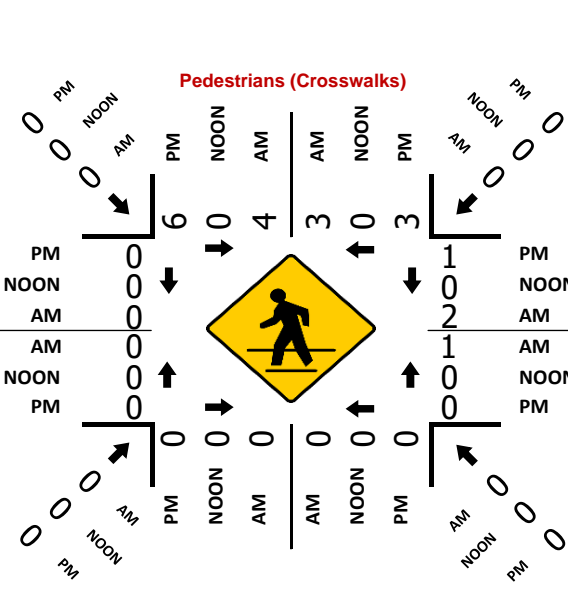 Pedestrians (Crosswalks)
PM NOON AM PM NOON AM AM NOON PM AM NOON PM
0 0 0 6 0 4 3 0 3 0 0 0
PM 0 1 PM
NOON 0 0 NOON
AM 0 2 AM
AM 0 1 AM
NOON 0 0 NOON
PM 0 0 PM
0 0 0 0 0 0 0 0 0 0 0 0
AM NOON PM PM NOON AM AM NOON PM AM NOON PM